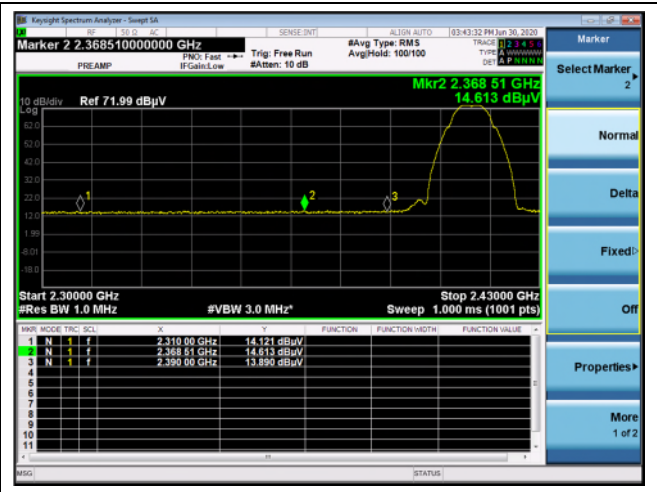 Keysight Spectrum Analyzer - Swept SA
RF 50 Ω AC SENSE:INT ALIGN AUTO 03:43:32 PM Jun 30, 2020
Marker 2 2.368510000000 GHz
PREAMP
PNO: Fast
IFGain:Low
Trig: Free Run
#Atten: 10 dB
#Avg Type: RMS
Avg|Hold: 100/100
TRACE 1 2 3 4 5 6
TYPE A WWWWW
DET A P N N N N
Mkr2 2.368 51 GHz
14.613 dBµV
10 dB/div Ref 71.99 dBµV
Log
62.0
52.0
42.0
32.0
22.0
12.0
1.99
-8.01
-18.0
1
2
3
Start 2.30000 GHz Stop 2.43000 GHz
#Res BW 1.0 MHz #VBW 3.0 MHz* Sweep 1.000 ms (1001 pts)
MKR MODE TRC SCL X Y FUNCTION FUNCTION WIDTH FUNCTION VALUE
1 N 1 f 2.310 00 GHz 14.121 dBµV
2 N 1 f 2.368 51 GHz 14.613 dBµV
3 N 1 f 2.390 00 GHz 13.890 dBµV
4
5
6
7
8
9
10
11
MSG STATUS
Marker
Select Marker
2
Normal
Delta
Fixed
Off
Properties
More
1 of 2